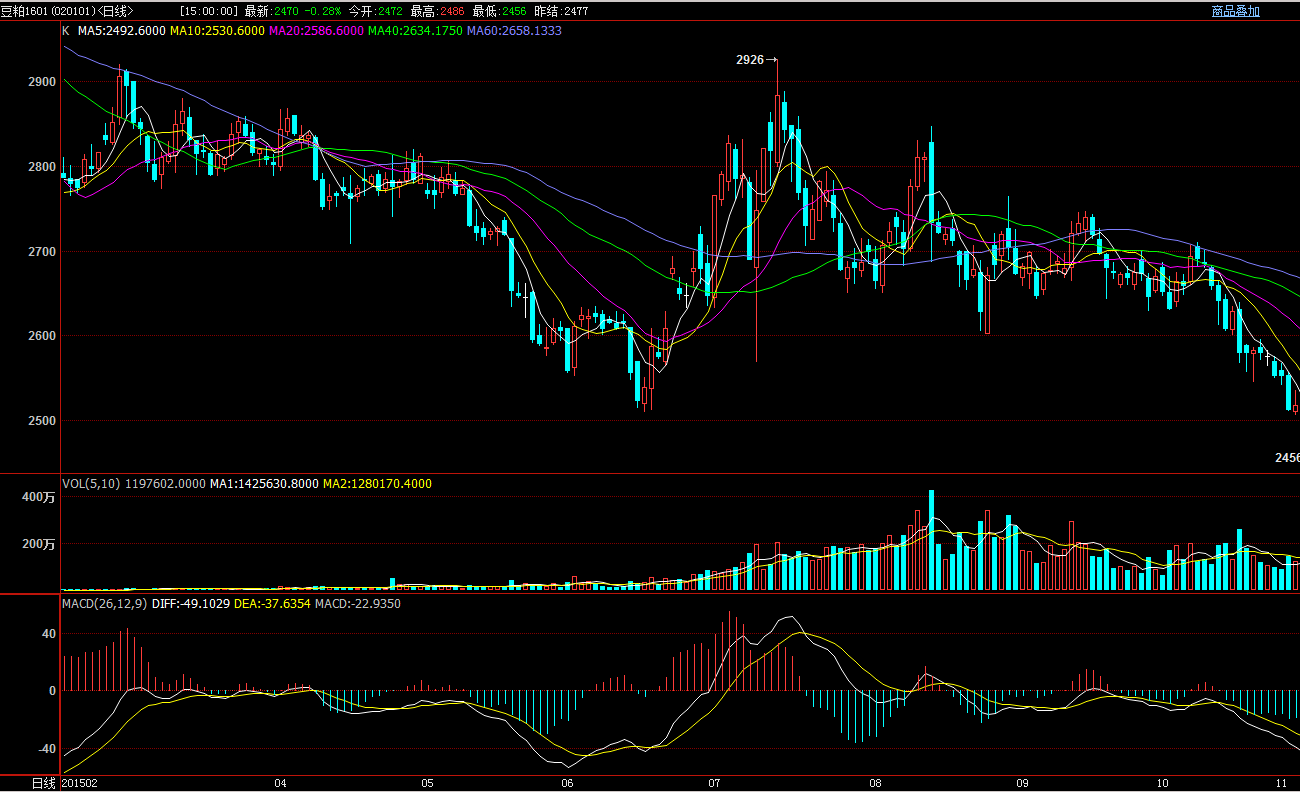 豆粕1601(020101)<日线> [15:00:00] 最新:2470 -0.28% 今开:2472 最高:2486 最低:2456 昨结:2477 商品叠加
K MA5:2492.6000 MA10:2530.6000 MA20:2586.6000 MA40:2634.1750 MA60:2658.1333
2926
2900
2800
2700
2600
2500
2456
VOL(5,10) 1197602.0000 MA1:1425630.8000 MA2:1280170.4000
400万
200万
MACD(26,12,9) DIFF:-49.1029 DEA:-37.6354 MACD:-22.9350
40
0
-40
日线 201502 04 05 06 07 08 09 10 11